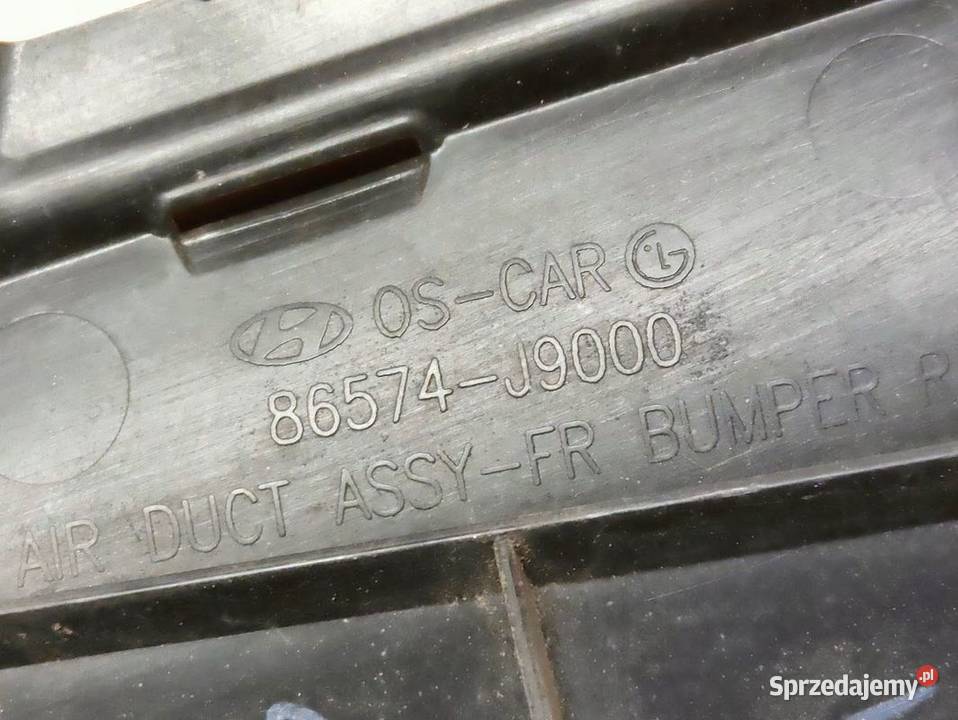 OS-CAR
86574-J9000
AIR DUCT ASSY-FR BUMPER R
Sprzedajemy.pl